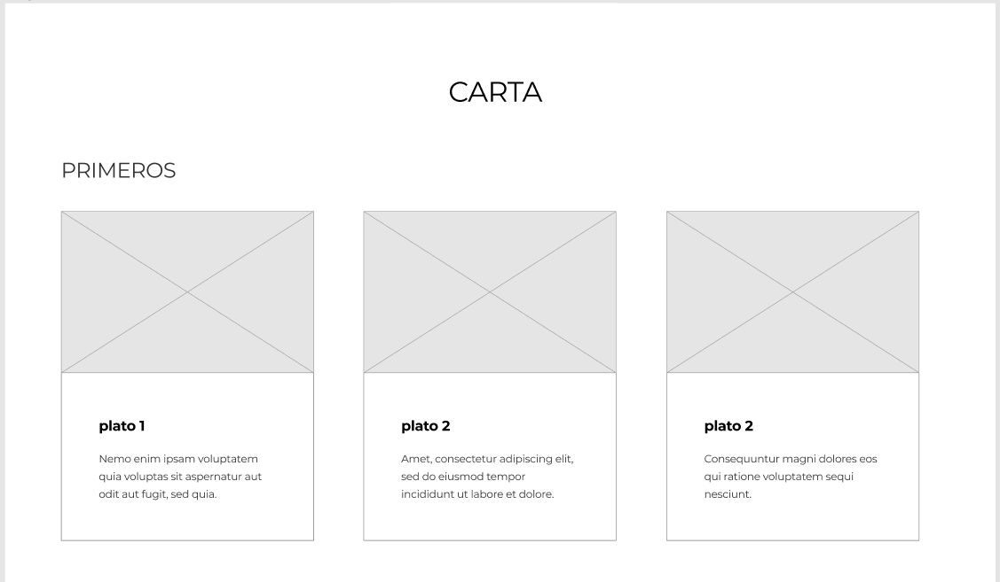 CARTA
PRIMEROS
plato 1
Nemo enim ipsam voluptatem
quia voluptas sit aspernatur aut
odit aut fugit, sed quia.
plato 2
Amet, consectetur adipiscing elit,
sed do eiusmod tempor
incididunt ut labore et dolore.
plato 2
Consequuntur magni dolores eos
qui ratione voluptatem sequi
nesciunt.